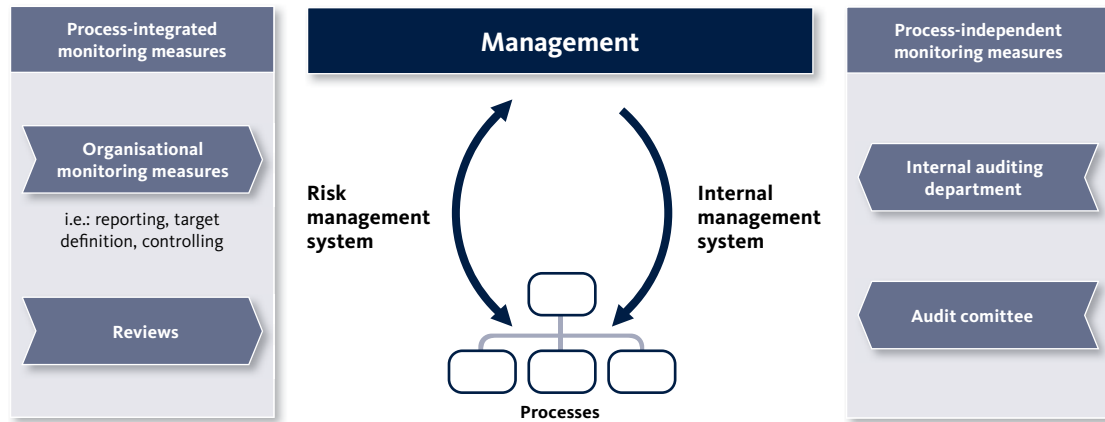 Process-integrated
monitoring measures
Organisational
monitoring measures
i.e.: reporting, target
definition, controlling
Reviews
Management
Risk
management
system
Internal
management
system
Processes
Process-independent
monitoring measures
Internal auditing
department
Audit comittee